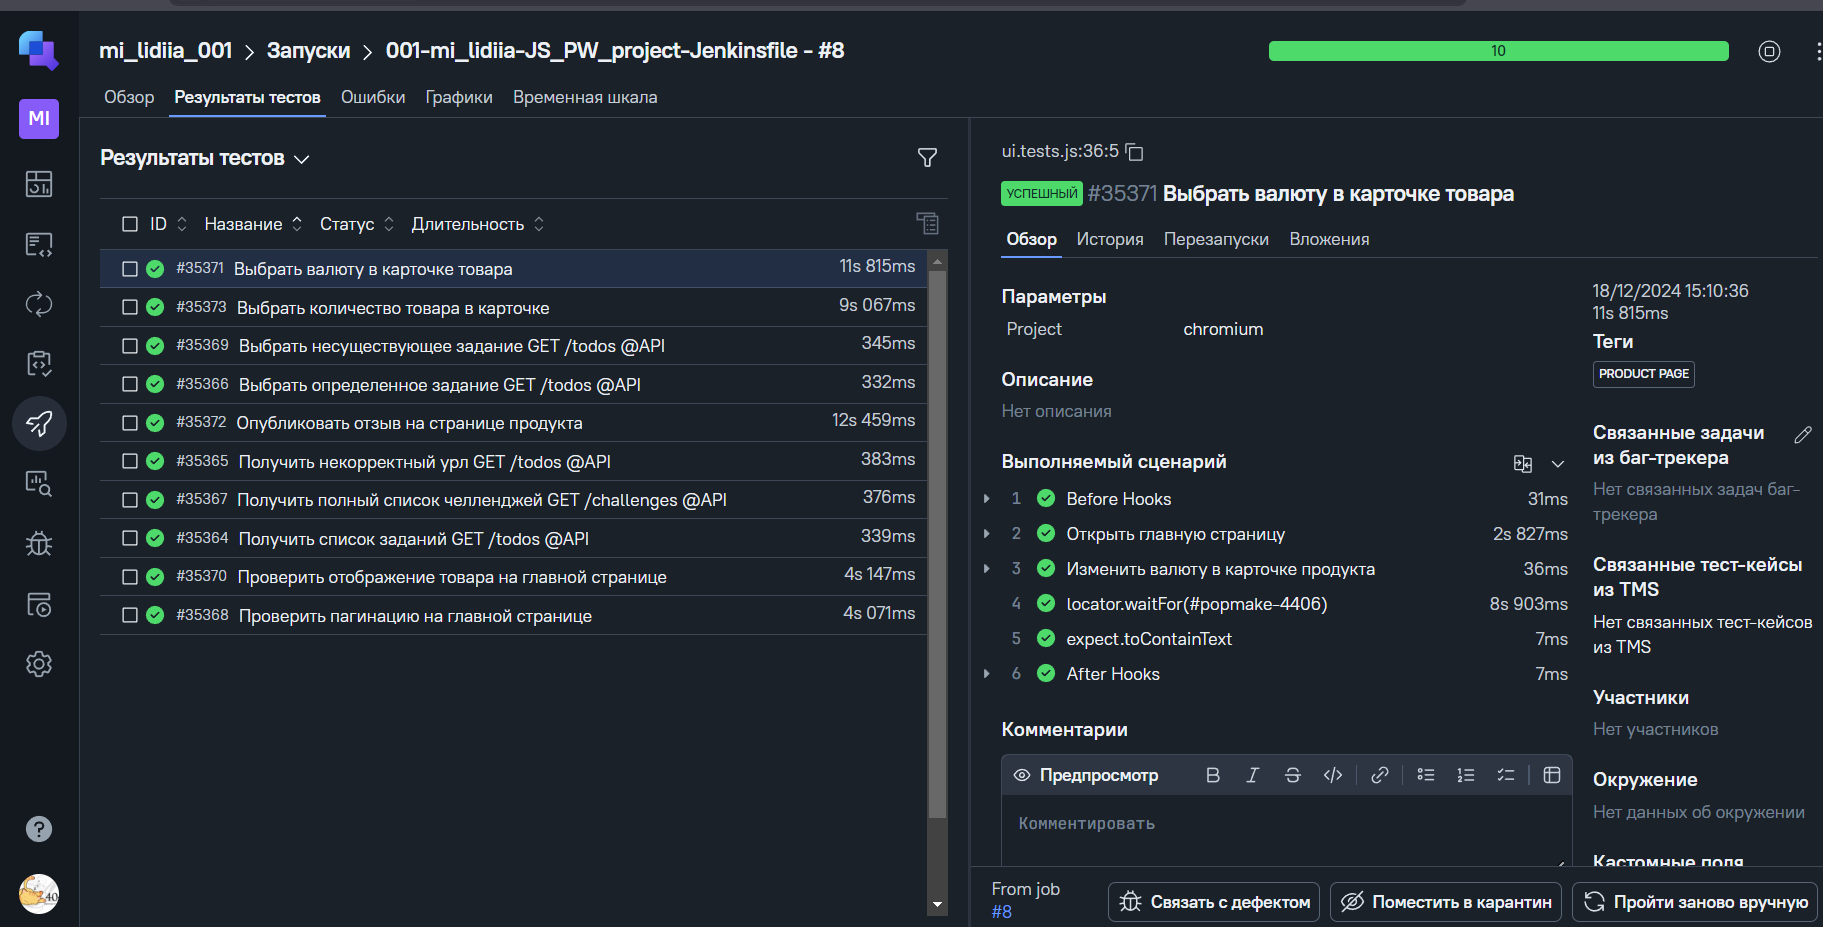 mi_lidiia_001 > Запуски > 001-mi_lidiia-JS_PW_project-Jenkinsfile - #8
10
MI
Обзор Результаты тестов Ошибки Графики Временная шкала
Результаты тестов
ID Название Статус Длительность
#35371 Выбрать валюту в карточке товара 11s 815ms
#35373 Выбрать количество товара в карточке 9s 067ms
#35369 Выбрать несуществующее задание GET /todos @API 345ms
#35366 Выбрать определенное задание GET /todos @API 332ms
#35372 Опубликовать отзыв на странице продукта 12s 459ms
#35365 Получить некорректный урл GET /todos @API 383ms
#35367 Получить полный список челленджей GET /challenges @API 376ms
#35364 Получить список заданий GET /todos @API 339ms
#35370 Проверить отображение товара на главной странице 4s 147ms
#35368 Проверить пагинацию на главной странице 4s 071ms
ui.tests.js:36:5
УСПЕШНЫЙ #35371 Выбрать валюту в карточке товара
Обзор История Перезапуски Вложения
Параметры
Project chromium
Описание
Нет описания
Выполняемый сценарий
1 Before Hooks 31ms
2 Открыть главную страницу 2s 827ms
3 Изменить валюту в карточке продукта 36ms
4 locator.waitFor(#popmake-4406) 8s 903ms
5 expect.toContainText 7ms
6 After Hooks 7ms
Комментарии
Предпросмотр
Комментировать
18/12/2024 15:10:36
11s 815ms
Теги
PRODUCT PAGE
Связанные задачи
из баг-трекера
Нет связанных задач баг-
трекера
Связанные тест-кейсы
из TMS
Нет связанных тест-кейсов
из TMS
Участники
Нет участников
Окружение
Нет данных об окружении
Кастомные поля
From job
#8
Связать с дефектом
Поместить в карантин
Пройти заново вручную
40